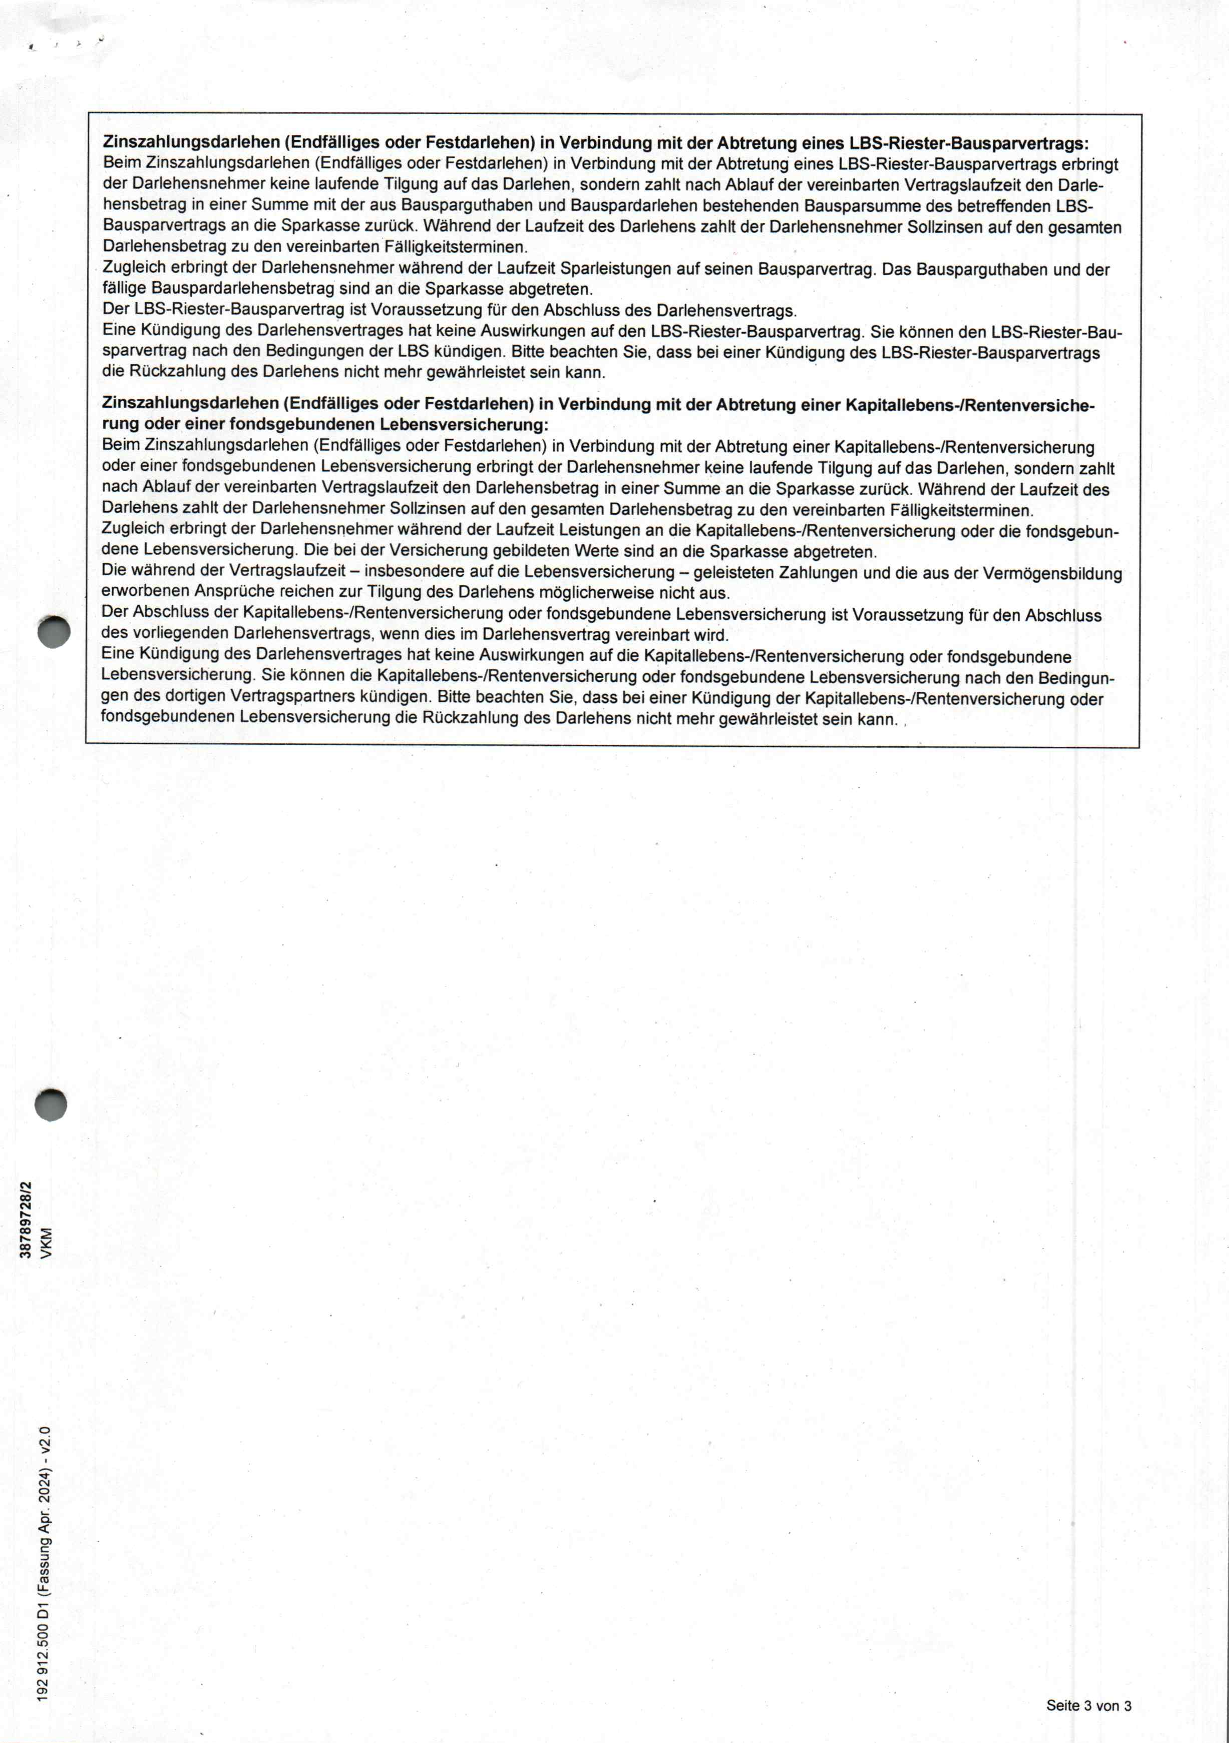 Zinszahlungsdarlehen (Endfälliges oder Festdarlehen) in Verbindung mit der Abtretung eines LBS-Riester-Bausparvertrags:
Beim Zinszahlungsdarlehen (Endfälliges oder Festdarlehen) in Verbindung mit der Abtretung eines LBS-Riester-Bausparvertrags erbringt
der Darlehensnehmer keine laufende Tilgung auf das Darlehen, sondern zahlt nach Ablauf der vereinbarten Vertragslaufzeit den Darle-
hensbetrag in einer Summe mit der aus Bausparguthaben und Bauspardarlehen bestehenden Bausparsumme des betreffenden LBS-
Bausparvertrags an die Sparkasse zurück. Während der Laufzeit des Darlehens zahlt der Darlehensnehmer Sollzinsen auf den gesamten
Darlehensbetrag zu den vereinbarten Fälligkeitsterminen.
Zugleich erbringt der Darlehensnehmer während der Laufzeit Sparleistungen auf seinen Bausparvertrag. Das Bausparguthaben und der
fällige Bauspardarlehensbetrag sind an die Sparkasse abgetreten.
Der LBS-Riester-Bausparvertrag ist Voraussetzung für den Abschluss des Darlehensvertrags.
Eine Kündigung des Darlehensvertrages hat keine Auswirkungen auf den LBS-Riester-Bausparvertrag. Sie können den LBS-Riester-Bau-
sparvertrag nach den Bedingungen der LBS kündigen. Bitte beachten Sie, dass bei einer Kündigung des LBS-Riester-Bausparvertrags
die Rückzahlung des Darlehens nicht mehr gewährleistet sein kann.
Zinszahlungsdarlehen (Endfälliges oder Festdarlehen) in Verbindung mit der Abtretung einer Kapitallebens-/Rentenversiche-
rung oder einer fondsgebundenen Lebensversicherung:
Beim Zinszahlungsdarlehen (Endfälliges oder Festdarlehen) in Verbindung mit der Abtretung einer Kapitallebens-/Rentenversicherung
oder einer fondsgebundenen Lebensversicherung erbringt der Darlehensnehmer keine laufende Tilgung auf das Darlehen, sondern zahlt
nach Ablauf der vereinbarten Vertragslaufzeit den Darlehensbetrag in einer Summe an die Sparkasse zurück. Während der Laufzeit des
Darlehens zahlt der Darlehensnehmer Sollzinsen auf den gesamten Darlehensbetrag zu den vereinbarten Fälligkeitsterminen.
Zugleich erbringt der Darlehensnehmer während der Laufzeit Leistungen an die Kapitallebens-/Rentenversicherung oder die fondsgebun-
dene Lebensversicherung. Die bei der Versicherung gebildeten Werte sind an die Sparkasse abgetreten.
Die während der Vertragslaufzeit – insbesondere auf die Lebensversicherung – geleisteten Zahlungen und die aus der Vermögensbildung
erworbenen Ansprüche reichen zur Tilgung des Darlehens möglicherweise nicht aus.
Der Abschluss der Kapitallebens-/Rentenversicherung oder fondsgebundene Lebensversicherung ist Voraussetzung für den Abschluss
des vorliegenden Darlehensvertrags, wenn dies im Darlehensvertrag vereinbart wird.
Eine Kündigung des Darlehensvertrages hat keine Auswirkungen auf die Kapitallebens-/Rentenversicherung oder fondsgebundene
Lebensversicherung. Sie können die Kapitallebens-/Rentenversicherung oder fondsgebundene Lebensversicherung nach den Bedingun-
gen des dortigen Vertragspartners kündigen. Bitte beachten Sie, dass bei einer Kündigung der Kapitallebens-/Rentenversicherung oder
fondsgebundenen Lebensversicherung die Rückzahlung des Darlehens nicht mehr gewährleistet sein kann.
38789728/2
VKM
192 912.500 D1 (Fassung Apr. 2024) - v2.0
Seite 3 von 3